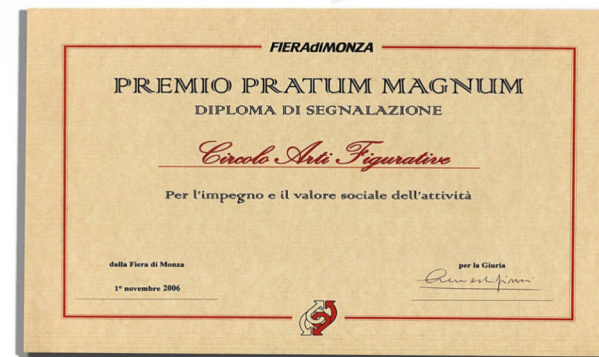 FIERAdiMONZA
PREMIO PRATUM MAGNUM
DIPLOMA DI SEGNALAZIONE
Circolo Arti Figurative
Per l'impegno e il valore sociale dell'attività
dalla Fiera di Monza
per la Giuria
1° novembre 2006